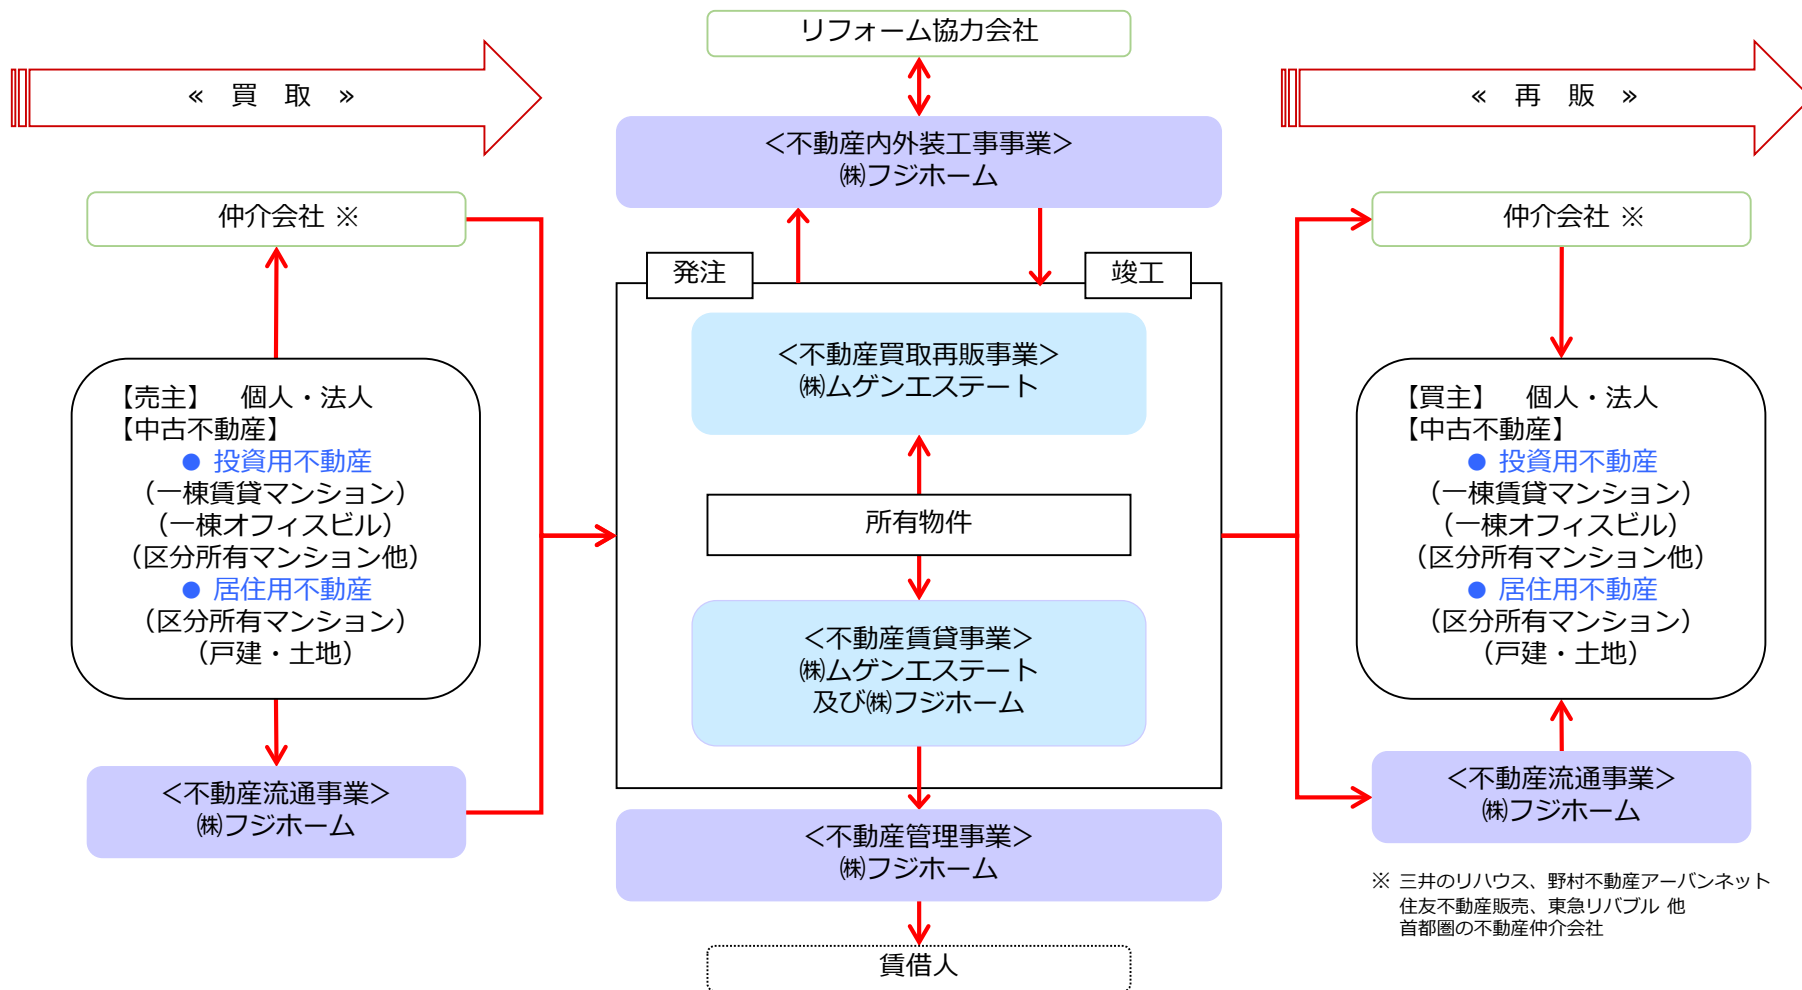 リフォーム協力会社
« 買 取 »
« 再 販 »
<不動産内外装工事事業>
㈱フジホーム
仲介会社 ※
仲介会社 ※
発注
竣工
<不動産買取再販事業>
㈱ムゲンエステート
【売主】 個人・法人
【中古不動産】
● 投資用不動産
(一棟賃貸マンション)
(一棟オフィスビル)
(区分所有マンション他)
● 居住用不動産
(区分所有マンション)
(戸建・土地)
所有物件
<不動産賃貸事業>
㈱ムゲンエステート
及び㈱フジホーム
【買主】 個人・法人
【中古不動産】
● 投資用不動産
(一棟賃貸マンション)
(一棟オフィスビル)
(区分所有マンション他)
● 居住用不動産
(区分所有マンション)
(戸建・土地)
<不動産流通事業>
㈱フジホーム
<不動産管理事業>
㈱フジホーム
<不動産流通事業>
㈱フジホーム
賃借人
※ 三井のリハウス、野村不動産アーバンネット
住友不動産販売、東急リバブル 他
首都圏の不動産仲介会社